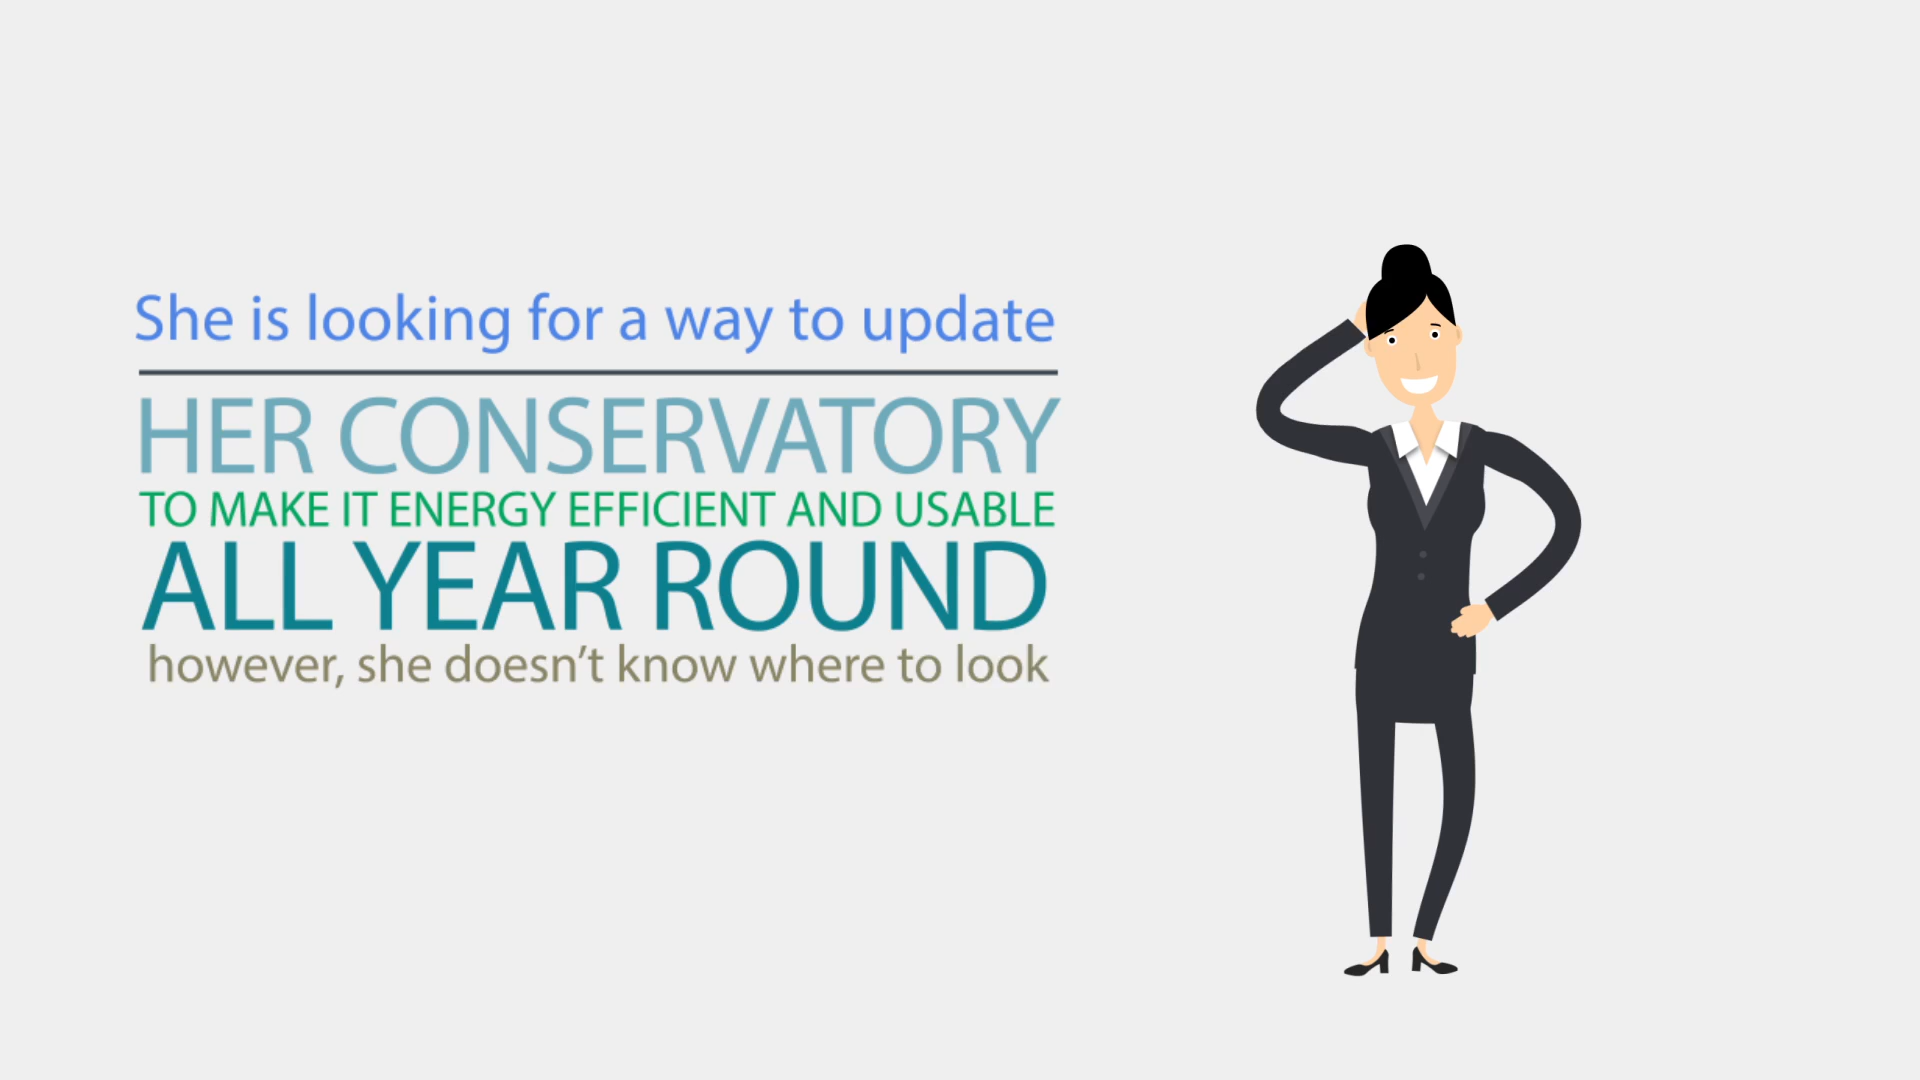 She is looking for a way to update
HER CONSERVATORY
TO MAKE IT ENERGY EFFICIENT AND USABLE
ALL YEAR ROUND
however, she doesn’t know where to look